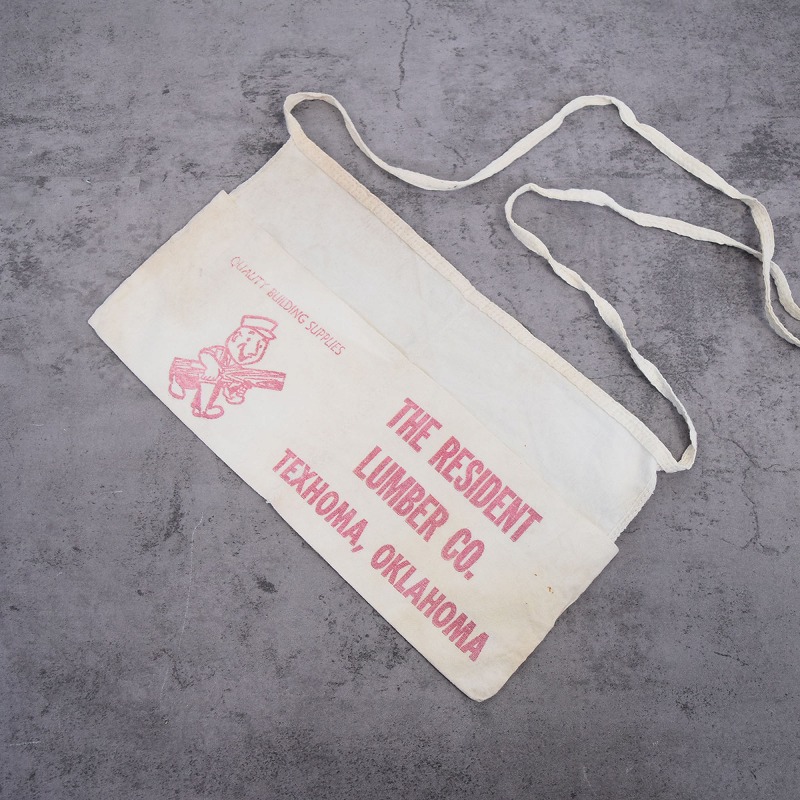 QUALITY BUILDING SUPPLIES
THE RESIDENT
LUMBER CO.
TEXHOMA, OKLAHOMA